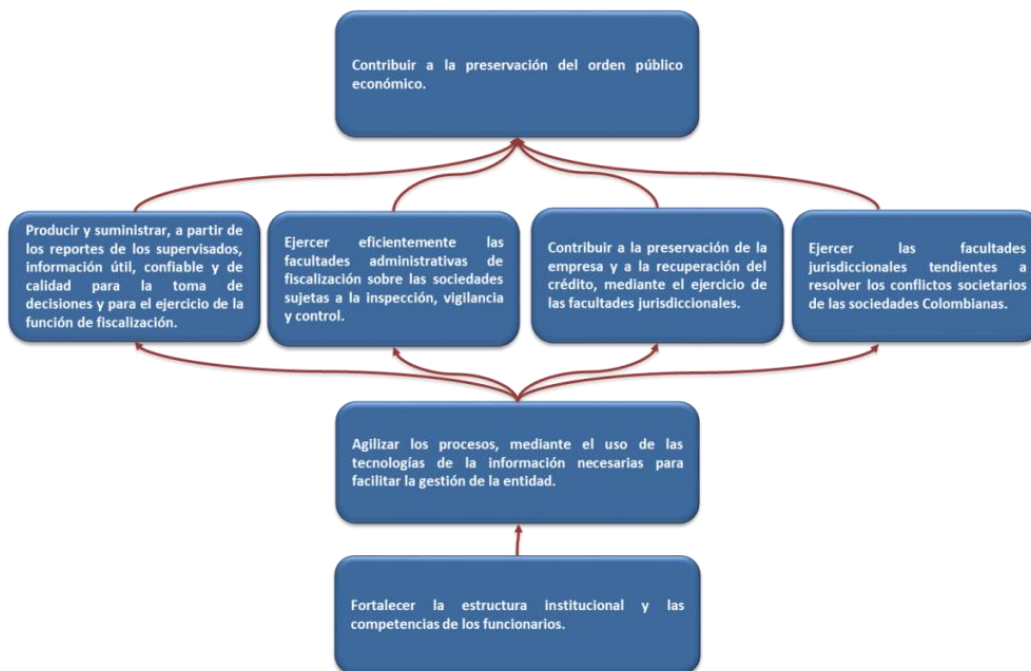 Contribuir a la preservación del orden público
económico.
Producir y suministrar, a partir de
los reportes de los supervisados,
información útil, confiable y de
calidad para la toma de
decisiones y para el ejercicio de la
función de fiscalización.
Ejercer eficientemente las
facultades administrativas de
fiscalización sobre las sociedades
sujetas a la inspección, vigilancia
y control.
Contribuir a la preservación de la
empresa y a la recuperación del
crédito, mediante el ejercicio de
las facultades jurisdiccionales.
Ejercer las facultades
jurisdiccionales tendientes a
resolver los conflictos societarios
de las sociedades Colombianas.
Agilizar los procesos, mediante el uso de las
tecnologías de la información necesarias para
facilitar la gestión de la entidad.
Fortalecer la estructura institucional y las
competencias de los funcionarios.